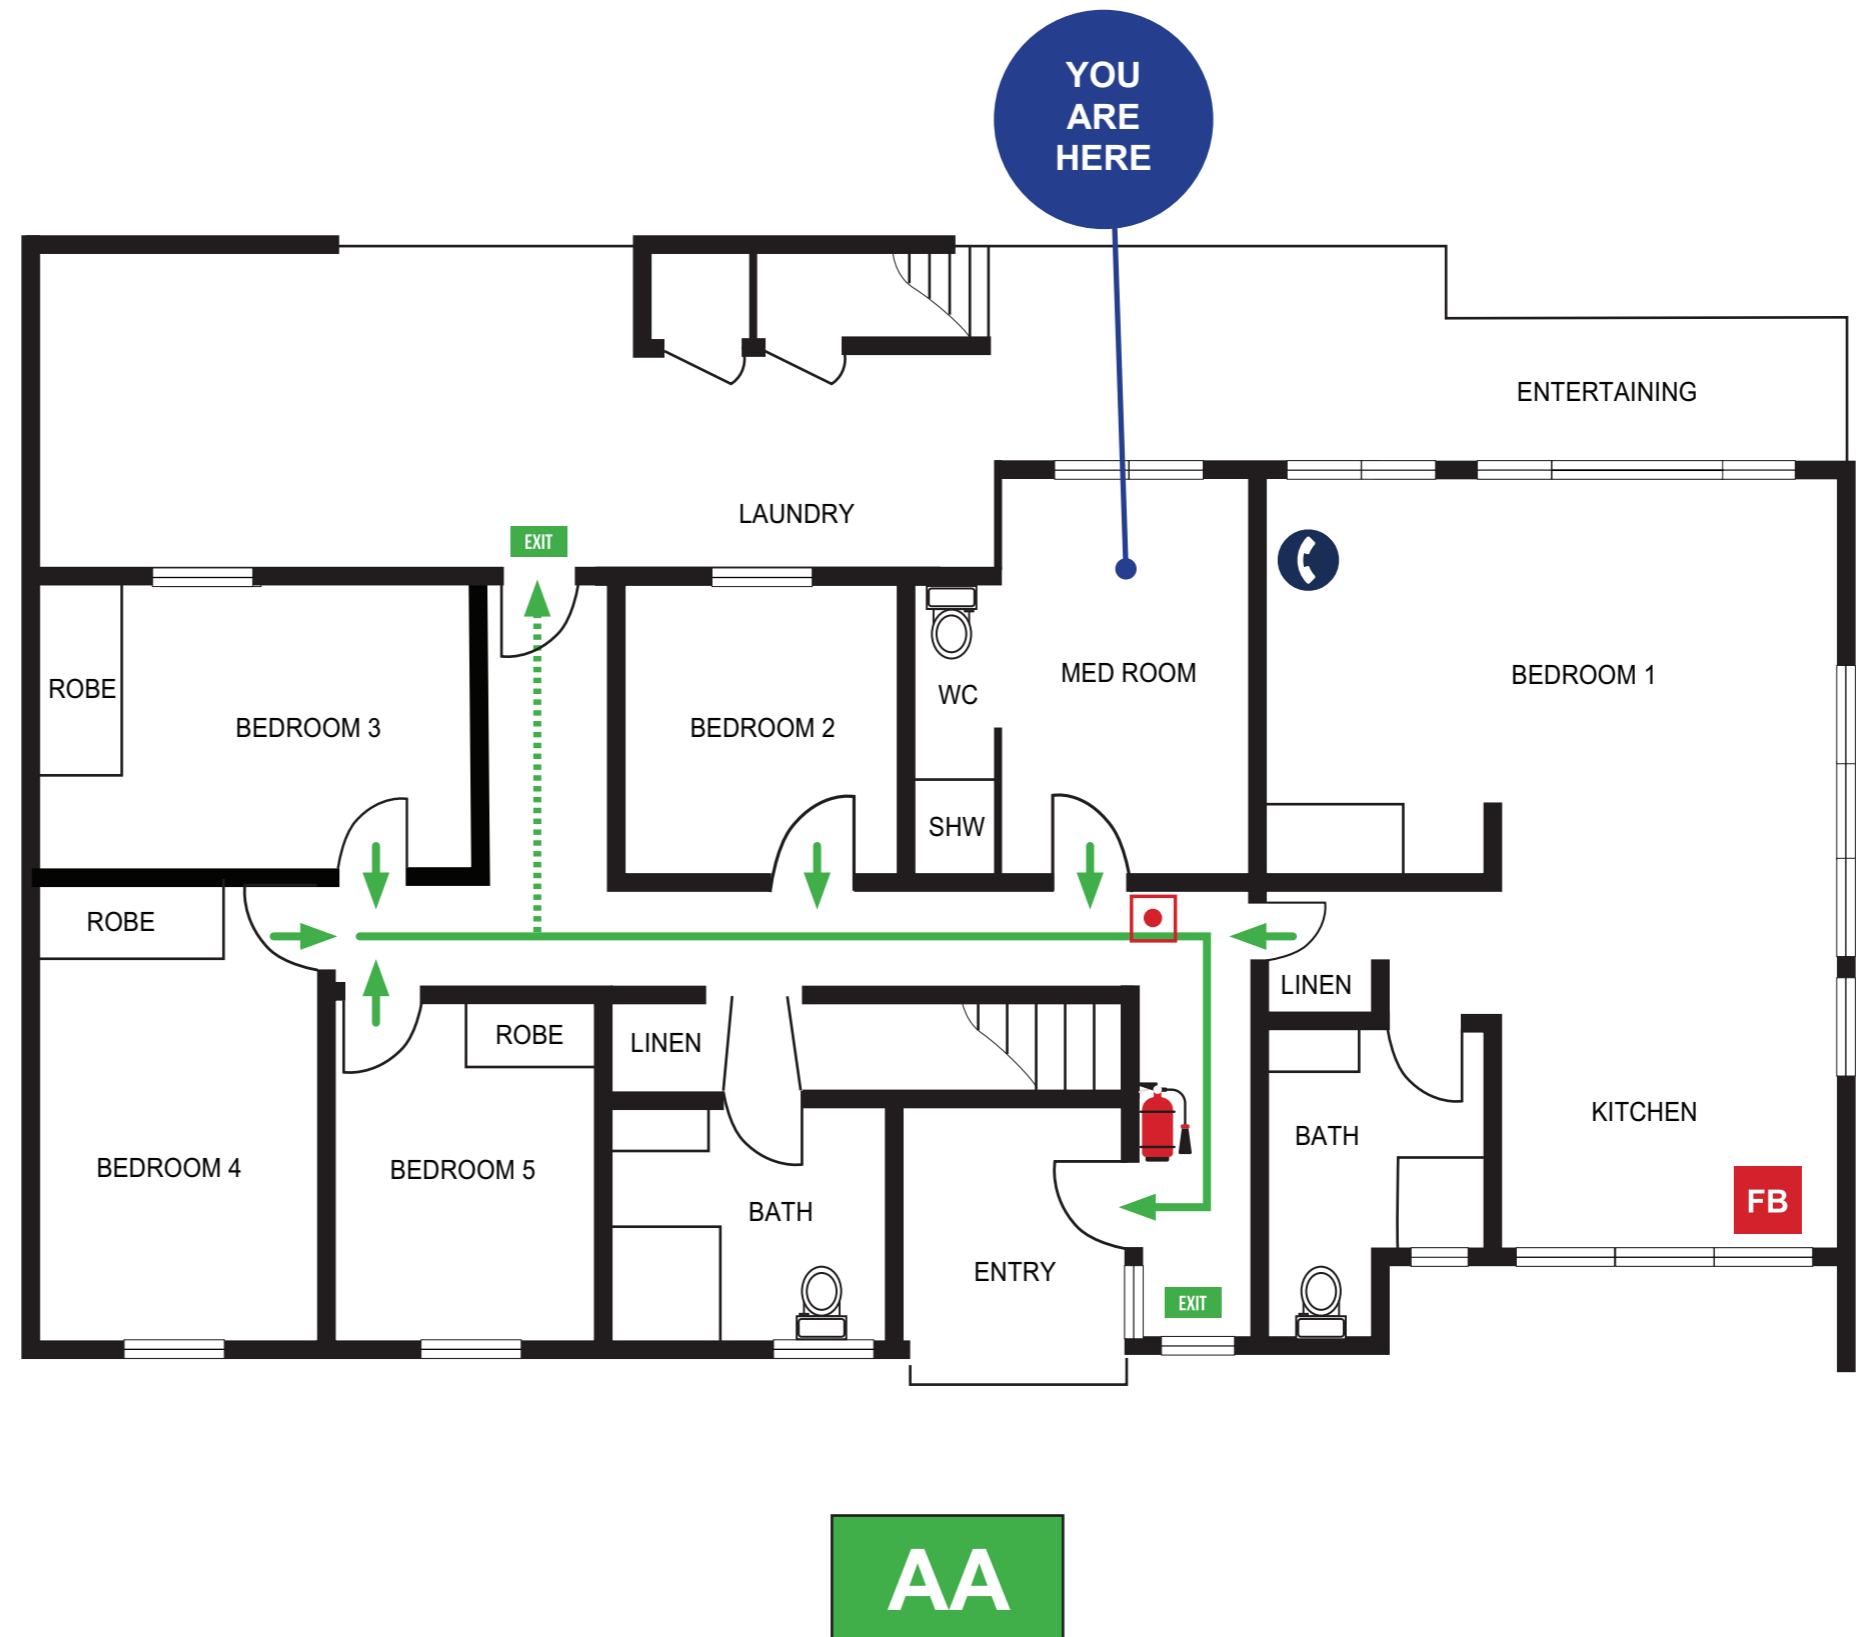 YOU
ARE
HERE
ENTERTAINING
LAUNDRY
EXIT
ROBE
BEDROOM 3
BEDROOM 2
WC
MED ROOM
BEDROOM 1
SHW
ROBE
LINEN
ROBE
LINEN
KITCHEN
BATH
BEDROOM 4
BEDROOM 5
BATH
FB
ENTRY
EXIT
AA